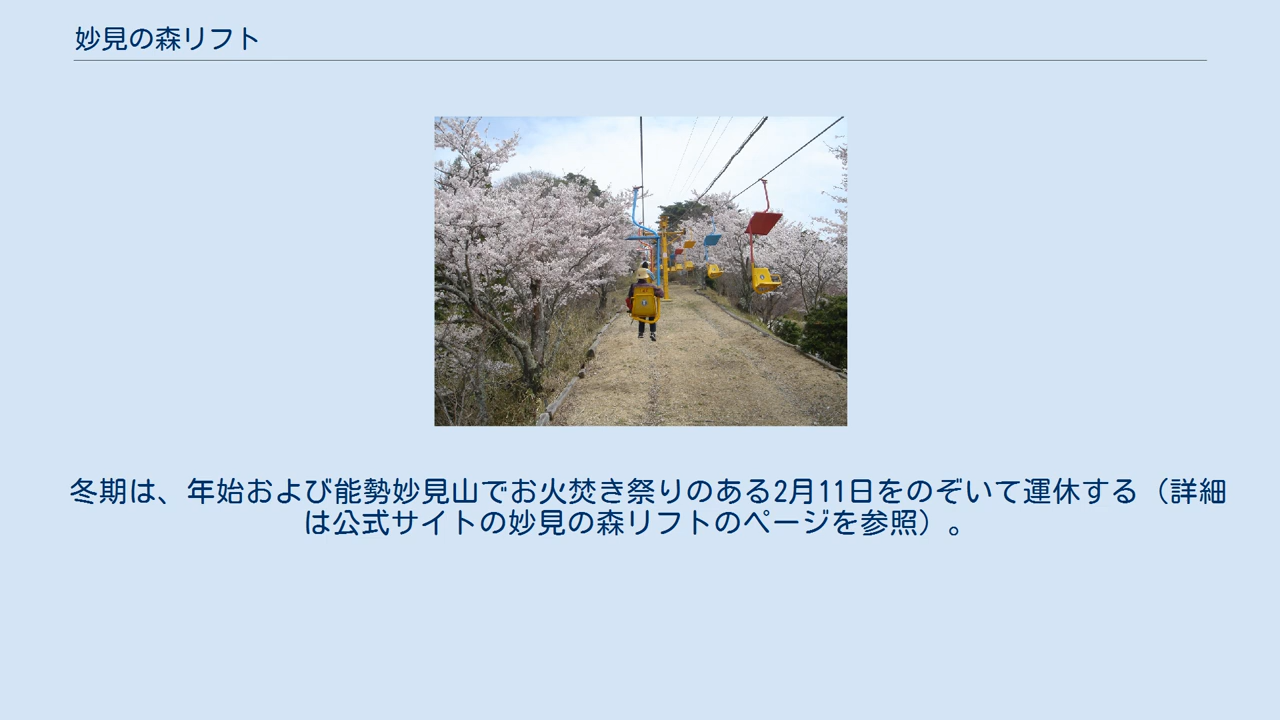 妙見の森リフト
冬期は、年始および能勢妙見山でお火焚き祭りのある2月11日をのぞいて運休する（詳細
は公式サイトの妙見の森リフトのページを参照）。